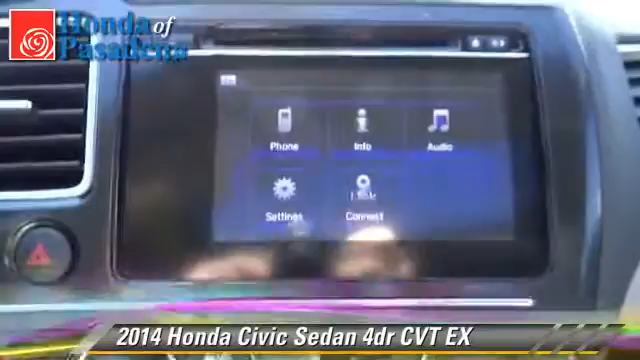 Honda of
Pasadena
Phone
Info
Audio
Settings
Connect
2014 Honda Civic Sedan 4dr CVT EX